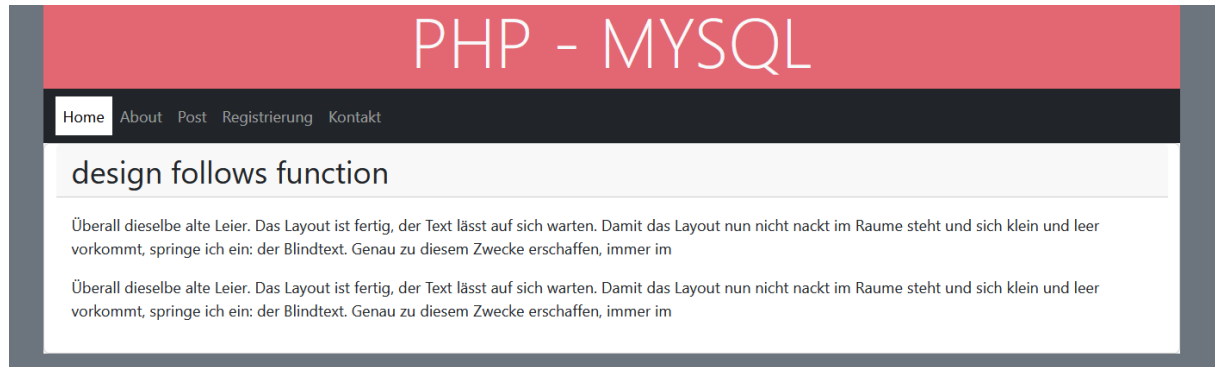 PHP - MYSQL
Home About Post Registrierung Kontakt
design follows function
Überall dieselbe alte Leier. Das Layout ist fertig, der Text lässt auf sich warten. Damit das Layout nun nicht nackt im Raume steht und sich klein und leer
vorkommt, springe ich ein: der Blindtext. Genau zu diesem Zwecke erschaffen, immer im
Überall dieselbe alte Leier. Das Layout ist fertig, der Text lässt auf sich warten. Damit das Layout nun nicht nackt im Raume steht und sich klein und leer
vorkommt, springe ich ein: der Blindtext. Genau zu diesem Zwecke erschaffen, immer im